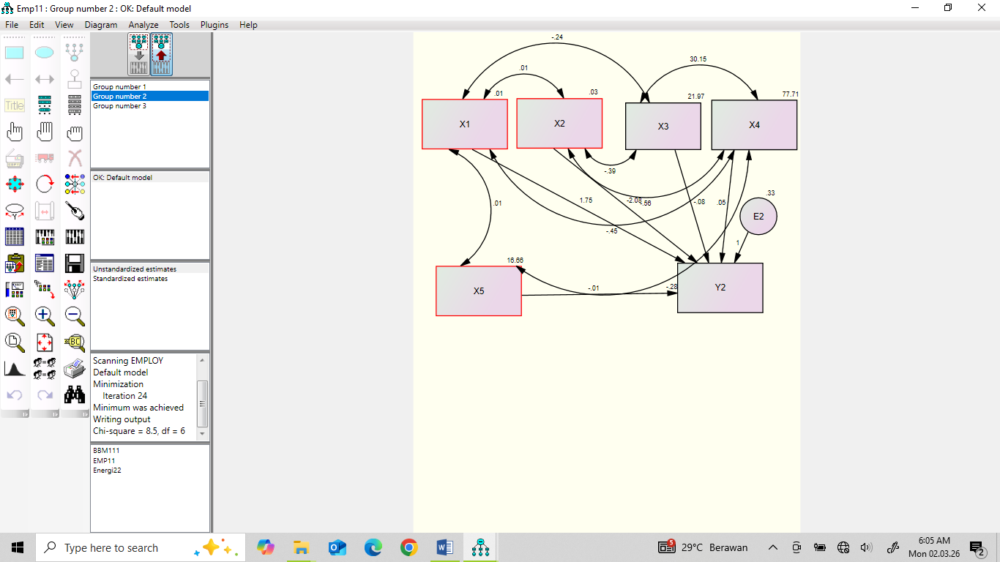 Emp11 : Group number 2 : OK: Default model
File Edit View Diagram Analyze Tools Plugins Help
Title
Group number 1
Group number 2
Group number 3
OK: Default model
Unstandardized estimates
Standardized estimates
Scanning EMPLOY
Default model
Minimization
Iteration 24
Minimum was achieved
Writing output
Chi-square = 8.5, df = 6
BBM111
EMP11
Energi22
-.24
30.15
.01
.01
.03
21.97
77.71
X1
X2
X3
X4
-.39
.33
.01
1.75
-2.08
-.56
-.08
.05
E2
-.45
1
16.66
X5
-.01
-.28
Y2
ABC
Type here to search
5
29°C Berawan
6:05 AM
Mon 02.03.26
2